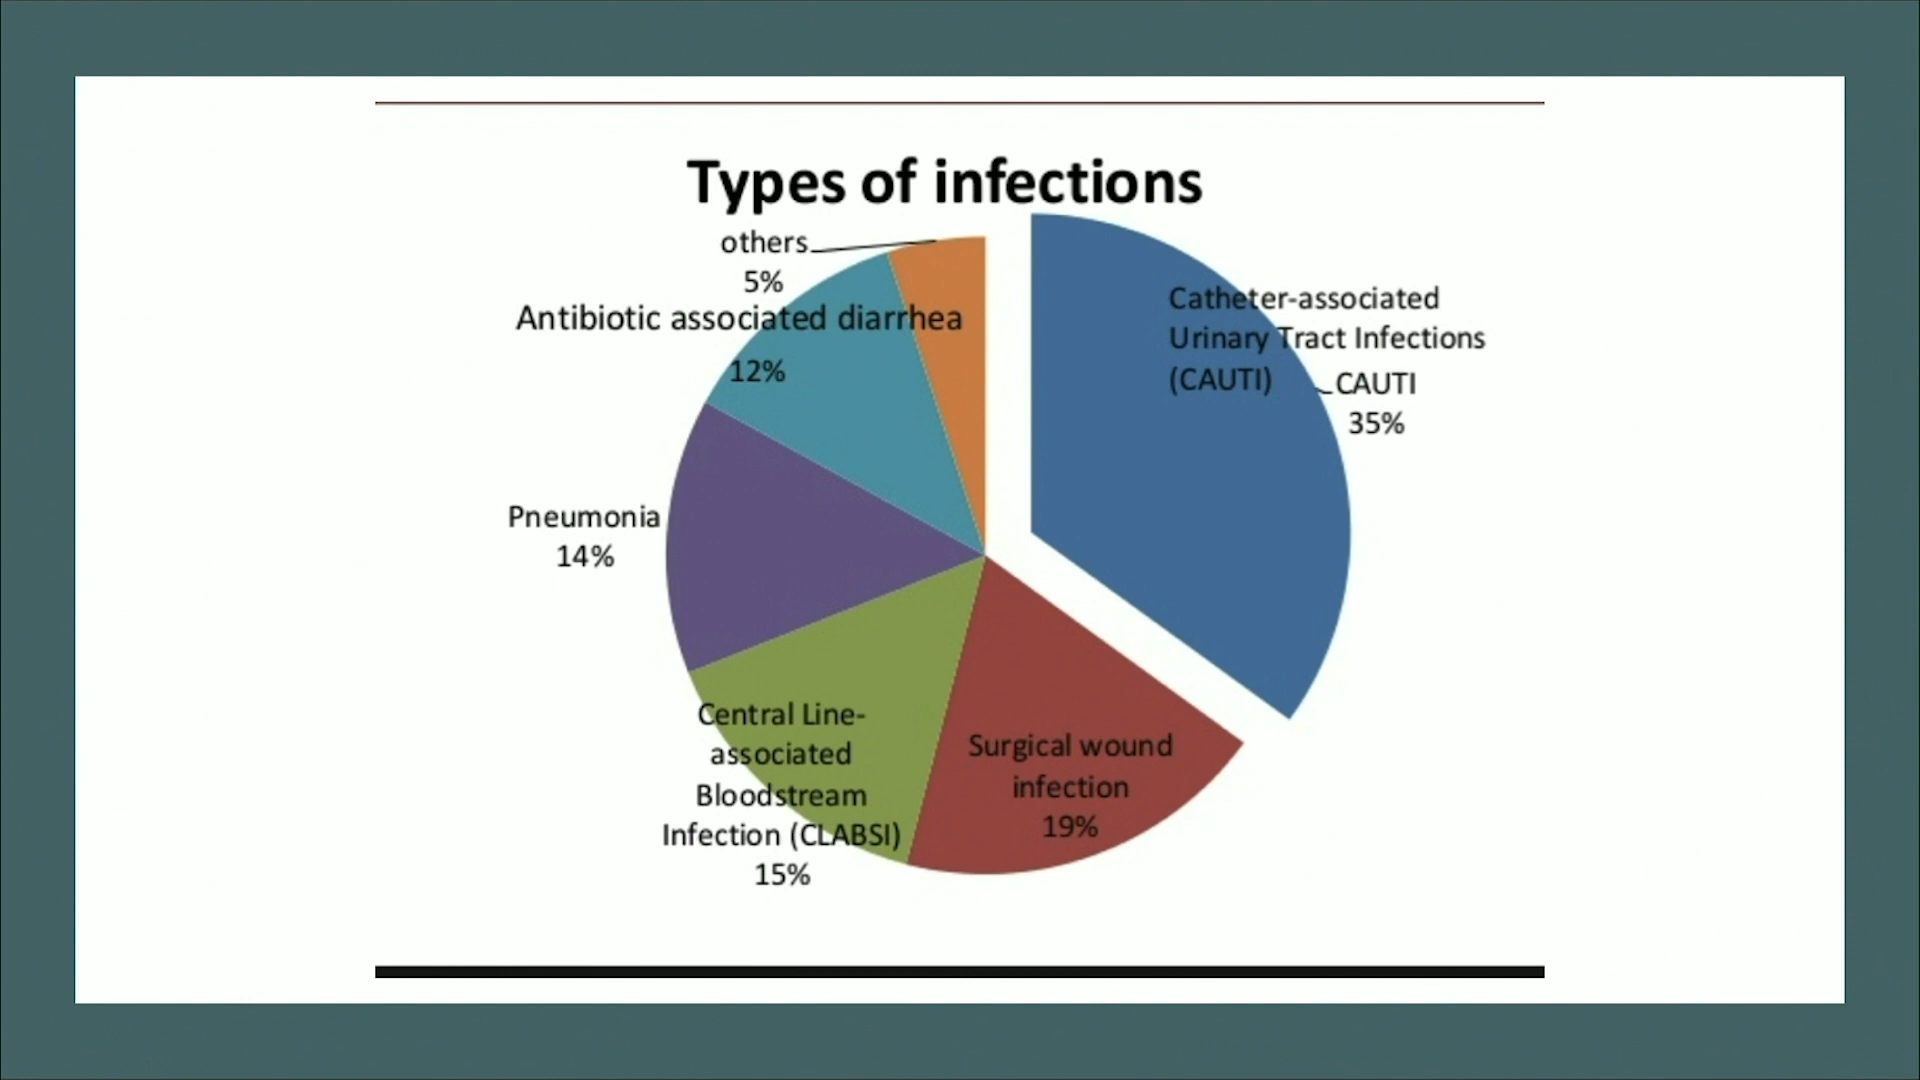 Types of infections
others
5%
Antibiotic associated diarrhea
12%
Catheter-associated
Urinary Tract Infections
(CAUTI)
CAUTI
35%
Pneumonia
14%
Central Line-
associated
Bloodstream
Infection (CLABSI)
15%
Surgical wound
infection
19%